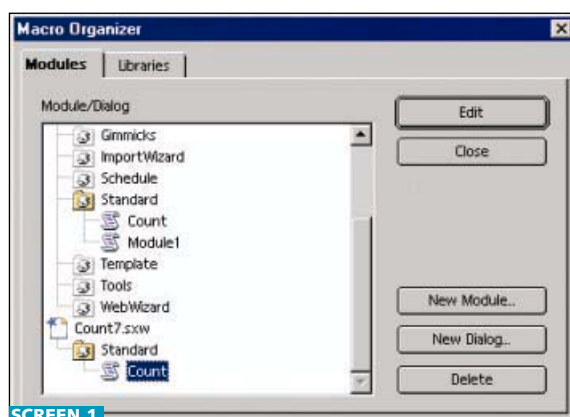 Macro Organizer
Modules
Libraries
Module/Dialog
Gimmicks
ImportWizard
Schedule
Standard
Count
Module1
Template
Tools
WebWizard
Count7.sxw
Standard
Count
Edit
Close
New Module..
New Dialog..
Delete
SCREEN 1